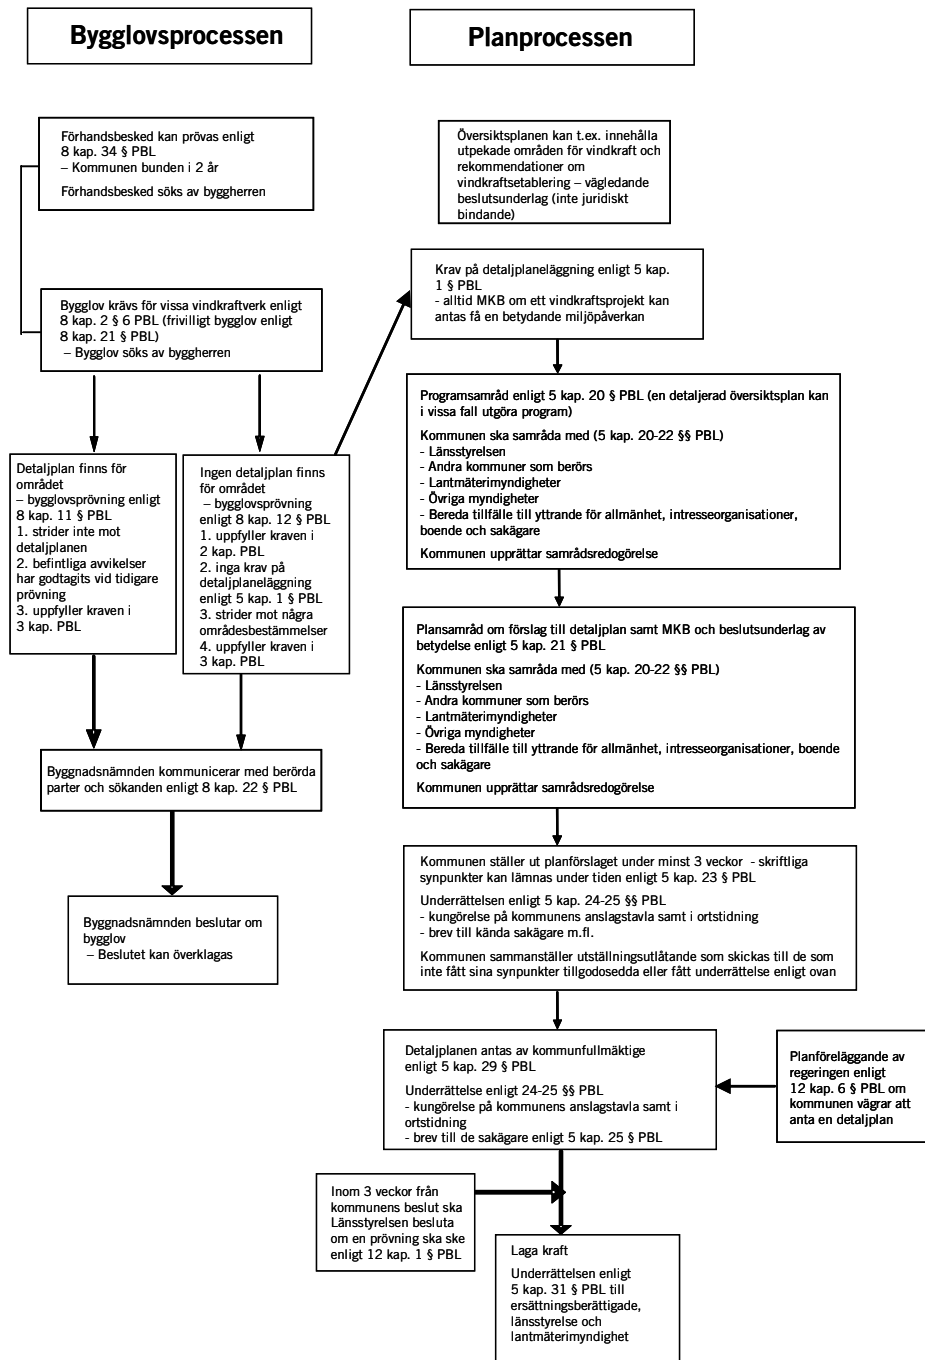 Bygglovsprocessen
Planprocessen
Förhandsbesked kan prövas enligt
8 kap. 34 § PBL
– Kommunen bunden i 2 år
Förhandsbesked söks av byggherren
Översiktsplanen kan t.ex. innehålla
utpekade områden för vindkraft och
rekommendationer om
vindkraftsetablering – vägledande
beslutsunderlag (inte juridiskt
bindande)
Bygglov krävs för vissa vindkraftverk enligt
8 kap. 2 § 6 PBL (frivilligt bygglov enligt
8 kap. 21 § PBL)
– Bygglov söks av byggherren
Krav på detaljplaneläggning enligt 5 kap.
1 § PBL
- alltid MKB om ett vindkraftsprojekt kan
antas få en betydande miljöpåverkan
Detaljplan finns för
området
– bygglovsprövning enligt
8 kap. 11 § PBL
1. strider inte mot
detaljplanen
2. befintliga avvikelser
har godtagits vid tidigare
prövning
3. uppfyller kraven i
3 kap. PBL
Ingen detaljplan finns
för området
– bygglovsprövning
enligt 8 kap. 12 § PBL
1. uppfyller kraven i
2 kap. PBL
2. inga krav på
detaljplaneläggning
enligt 5 kap. 1 § PBL
3. strider mot några
områdesbestämmelser
4. uppfyller kraven i
3 kap. PBL
Programsamråd enligt 5 kap. 20 § PBL (en detaljerad översiktsplan kan
i vissa fall utgöra program)
Kommunen ska samråda med (5 kap. 20-22 §§ PBL)
- Länsstyrelsen
- Andra kommuner som berörs
- Lantmäterimyndigheter
- Övriga myndigheter
- Bereda tillfälle till yttrande för allmänhet, intresseorganisationer,
boende och sakägare
Kommunen upprättar samrådsredogörelse
Plansamråd om förslag till detaljplan samt MKB och beslutsunderlag av
betydelse enligt 5 kap. 21 § PBL
Kommunen ska samråda med (5 kap. 20-22 §§ PBL)
- Länsstyrelsen
- Andra kommuner som berörs
- Lantmäterimyndigheter
- Övriga myndigheter
- Bereda tillfälle till yttrande för allmänhet, intresseorganisationer, boende
och sakägare
Kommunen upprättar samrådsredogörelse
Byggnadsnämnden kommunicerar med berörda
parter och sökanden enligt 8 kap. 22 § PBL
Byggnadsnämnden beslutar om
bygglov
– Beslutet kan överklagas
Kommunen ställer ut planförslaget under minst 3 veckor - skriftliga
synpunkter kan lämnas under tiden enligt 5 kap. 23 § PBL
Underrättelsen enligt 5 kap. 24-25 §§ PBL
- kungörelse på kommunens anslagstavla samt i ortstidning
- brev till kända sakägare m.fl.
Kommunen sammanställer utställningsutlåtande som skickas till de som
inte fått sina synpunkter tillgodosedda eller fått underrättelse enligt ovan
Detaljplanen antas av kommunfullmäktige
enligt 5 kap. 29 § PBL
Underrättelse enligt 24-25 §§ PBL
- kungörelse på kommunens anslagstavla samt i
ortstidning
- brev till de sakägare enligt 5 kap. 25 § PBL
Planföreläggande av
regeringen enligt
12 kap. 6 § PBL om
kommunen vägrar att
anta en detaljplan
Inom 3 veckor från
kommunens beslut ska
Länsstyrelsen besluta
om en prövning ska ske
enligt 12 kap. 1 § PBL
Laga kraft
Underrättelsen enligt
5 kap. 31 § PBL till
ersättningsberättigade,
länsstyrelse och
lantmäterimyndighet